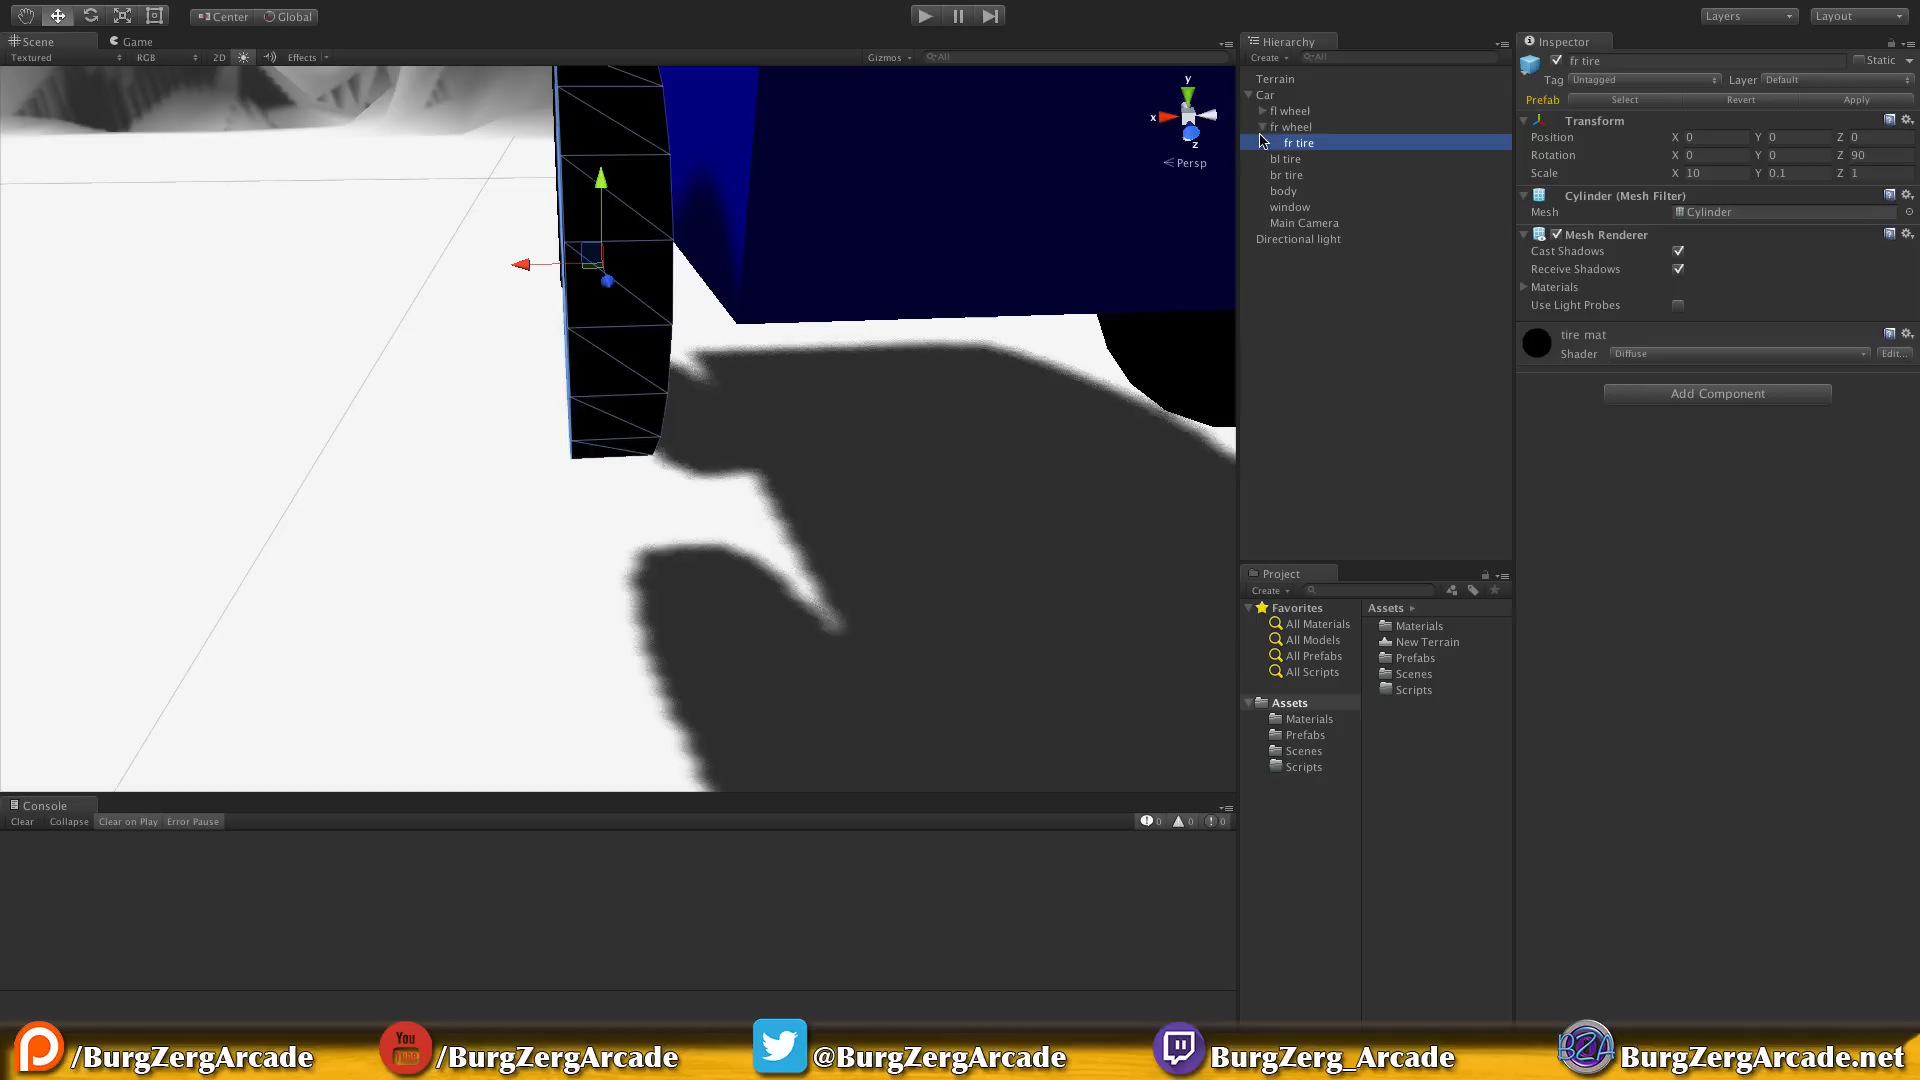 Center Global
Layers Layout
Scene Game
Textured RGB 2D Effects Gizmos All
y
x
z
Persp
Hierarchy
Create All
Terrain
Car
fl wheel
fr wheel
fr tire
bl tire
br tire
body
window
Main Camera
Directional light
Inspector
fr tire Static
Tag Untagged Layer Default
Prefab Select Revert Apply
Transform
Position X 0 Y 0 Z 0
Rotation X 0 Y 0 Z 90
Scale X 10 Y 0.1 Z 1
Cylinder (Mesh Filter)
Mesh Cylinder
Mesh Renderer
Cast Shadows
Receive Shadows
Materials
Use Light Probes
tire mat
Shader Diffuse Edit...
Add Component
Project
Create
Favorites
All Materials
All Models
All Prefabs
All Scripts
Assets
Materials
Prefabs
Scenes
Scripts
Assets
Materials
New Terrain
Prefabs
Scenes
Scripts
Console
Clear Collapse Clear on Play Error Pause 0 0 0
/BurgZergArcade
You
Tube
/BurgZergArcade
@BurgZergArcade
BurgZerg_Arcade
BZA
BurgZergArcade.net